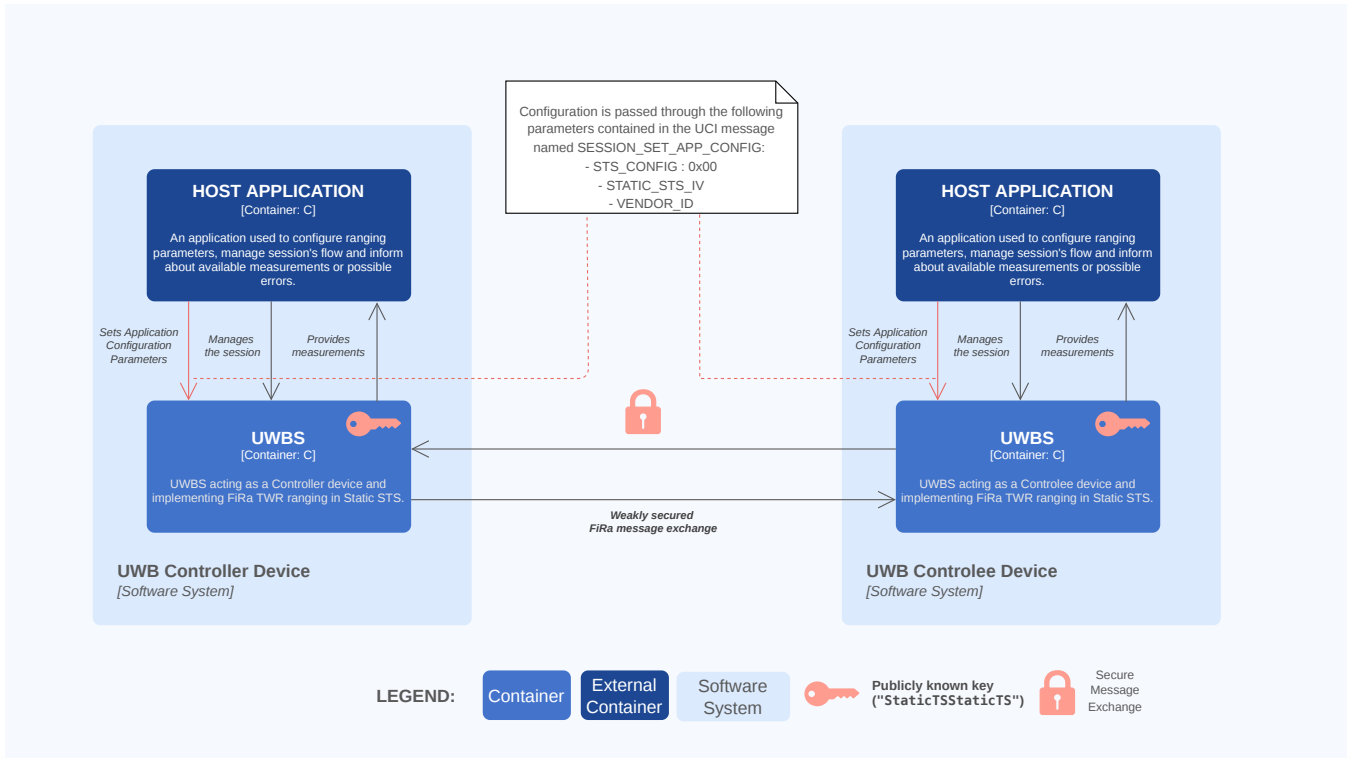 Configuration is passed through the following
parameters contained in the UCI message
named SESSION_SET_APP_CONFIG:
- STS_CONFIG : 0x00
- STATIC_STS_IV
- VENDOR_ID
HOST APPLICATION
[Container: C]
An application used to configure ranging
parameters, manage session's flow and inform
about available measurements or possible
errors.
Sets Application
Configuration
Parameters
Manages
the session
Provides
measurements
UWBS
[Container: C]
UWBS acting as a Controller device and
implementing FiRa TWR ranging in Static STS.
UWB Controller Device
[Software System]
Weakly secured
FiRa message exchange
HOST APPLICATION
[Container: C]
An application used to configure ranging
parameters, manage session's flow and inform
about available measurements or possible
errors.
Sets Application
Configuration
Parameters
Manages
the session
Provides
measurements
UWBS
[Container: C]
UWBS acting as a Controlee device and
implementing FiRa TWR ranging in Static STS.
UWB Controlee Device
[Software System]
LEGEND:
Container
External
Container
Software
System
Publicly known key
("StaticTSStaticTS")
Secure
Message
Exchange